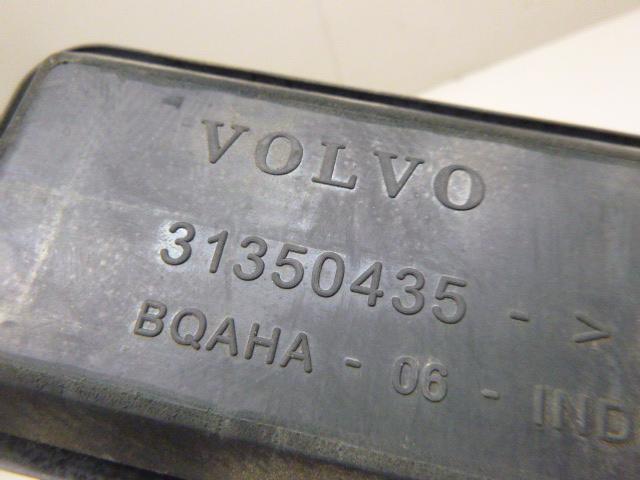 VOLVO
31350435 - >
BQAHA - 06 - IND